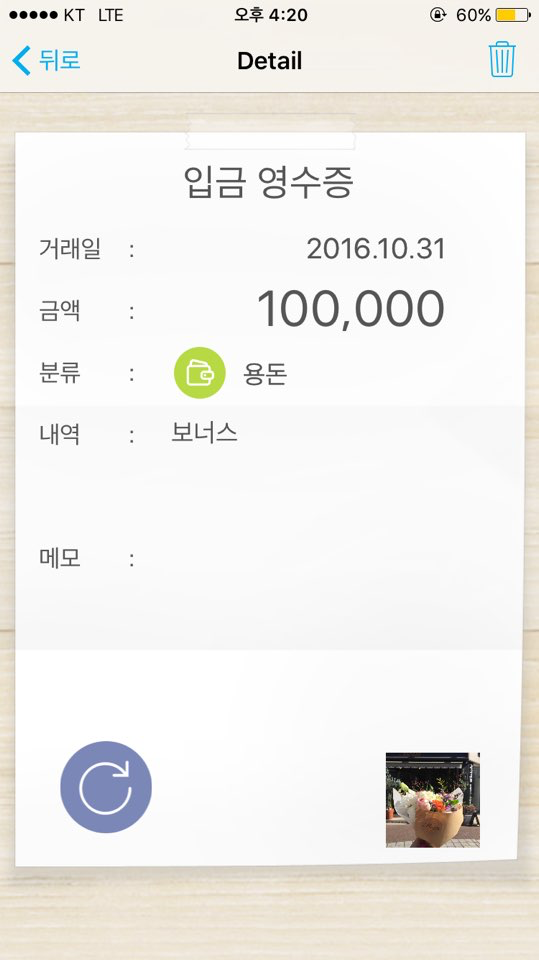 KT LTE 오후 4:20 60%
뒤로 Detail
입금 영수증
거래일 : 2016.10.31
금액 : 100,000
분류 : 용돈
내역 : 보너스
메모 :